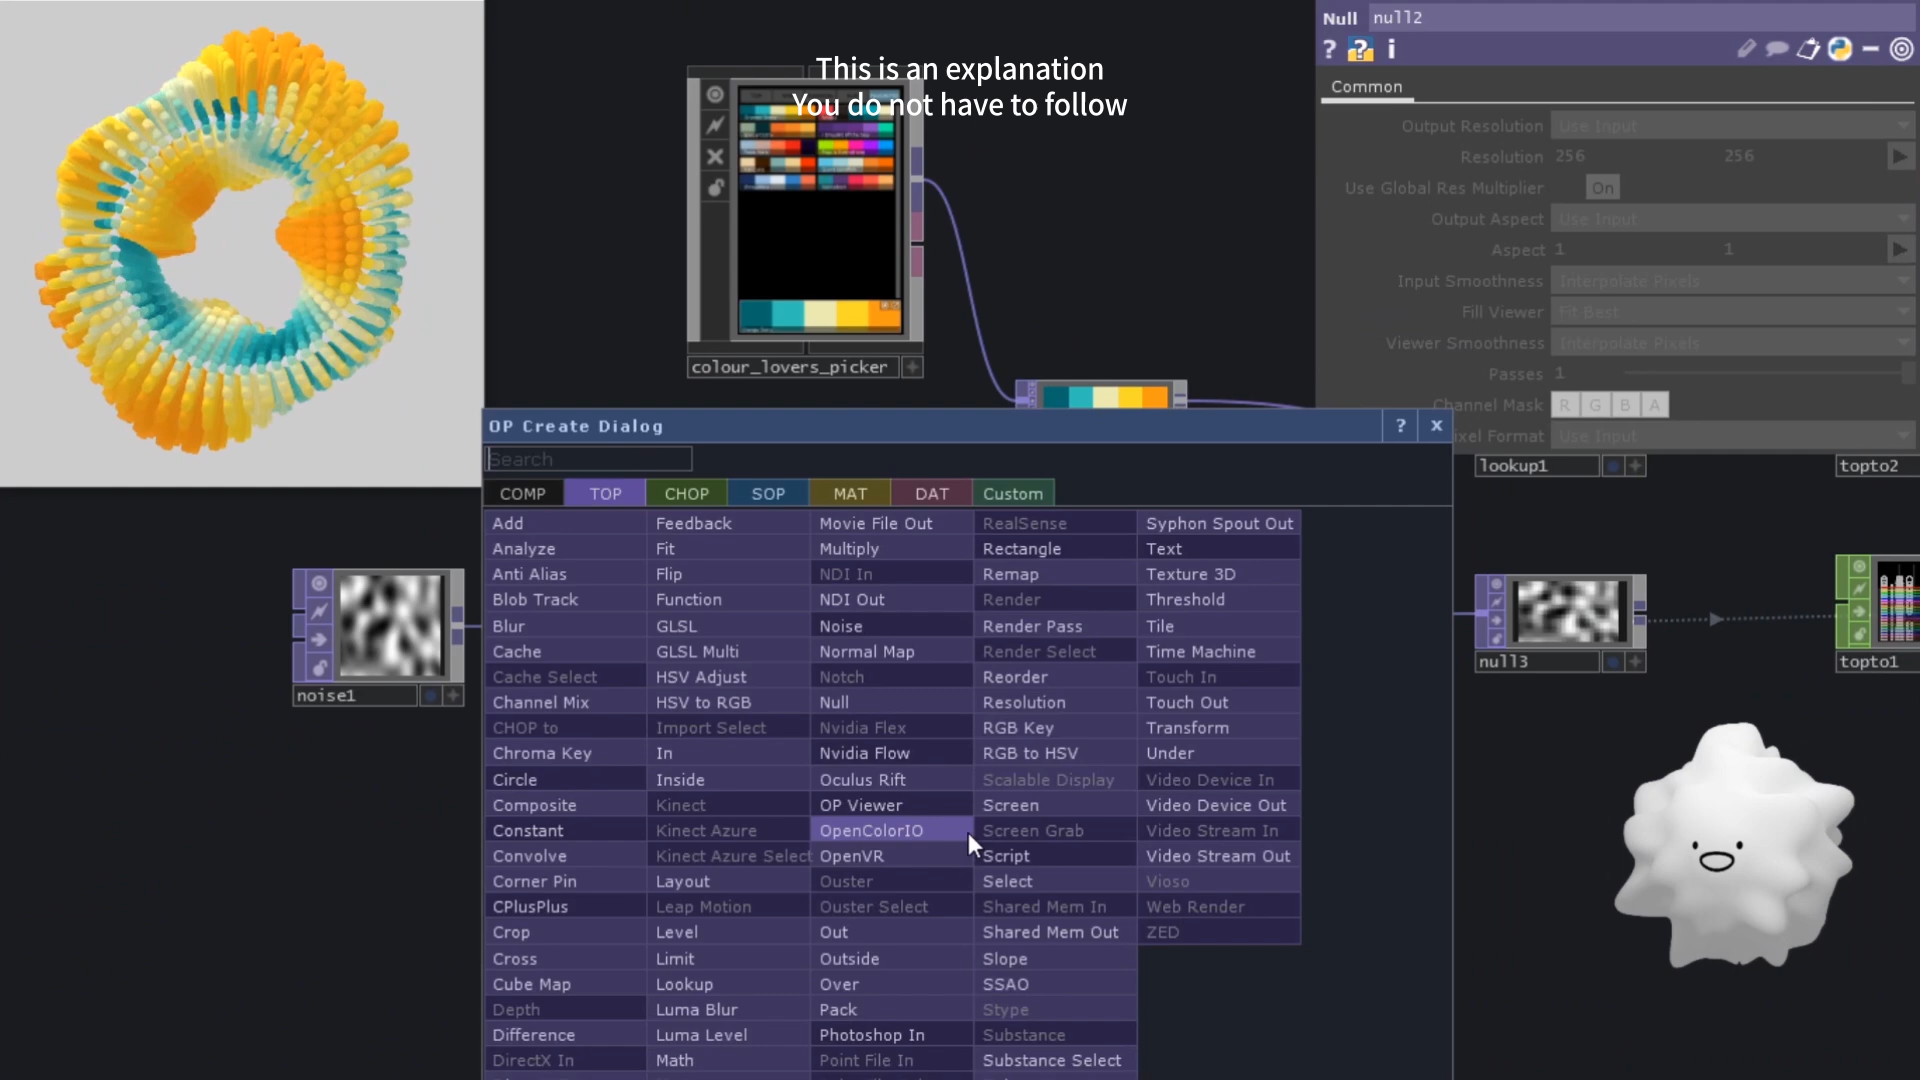 This is an explanation
You do not have to follow
Null null2
? ? i
Common
Output Resolution Use Input
Resolution 256 256
Use Global Res Multiplier On
Output Aspect Use Input
Aspect 1 1
Input Smoothness Interpolate Pixels
Fill Viewer Fit Best
Viewer Smoothness Interpolate Pixels
Passes 1
Channel Mask R G B A
xel Format Use Input
colour_lovers_picker
lookup1
topto2
noise1
null3
topto1
OP Create Dialog ? x
Search
COMP TOP CHOP SOP MAT DAT Custom
Add Feedback Movie File Out RealSense Syphon Spout Out
Analyze Fit Multiply Rectangle Text
Anti Alias Flip NDI In Remap Texture 3D
Blob Track Function NDI Out Render Threshold
Blur GLSL Noise Render Pass Tile
Cache GLSL Multi Normal Map Render Select Time Machine
Cache Select HSV Adjust Notch Reorder Touch In
Channel Mix HSV to RGB Null Resolution Touch Out
CHOP to Import Select Nvidia Flex RGB Key Transform
Chroma Key In Nvidia Flow RGB to HSV Under
Circle Inside Oculus Rift Scalable Display Video Device In
Composite Kinect OP Viewer Screen Video Device Out
Constant Kinect Azure OpenColorIO Screen Grab Video Stream In
Convolve Kinect Azure Select OpenVR Script Video Stream Out
Corner Pin Layout Ouster Select Vioso
CPlusPlus Leap Motion Ouster Select Shared Mem In Web Render
Crop Level Out Shared Mem Out ZED
Cross Limit Outside Slope
Cube Map Lookup Over SSAO
Depth Luma Blur Pack Stype
Difference Luma Level Photoshop In Substance
DirectX In Math Point File In Substance Select